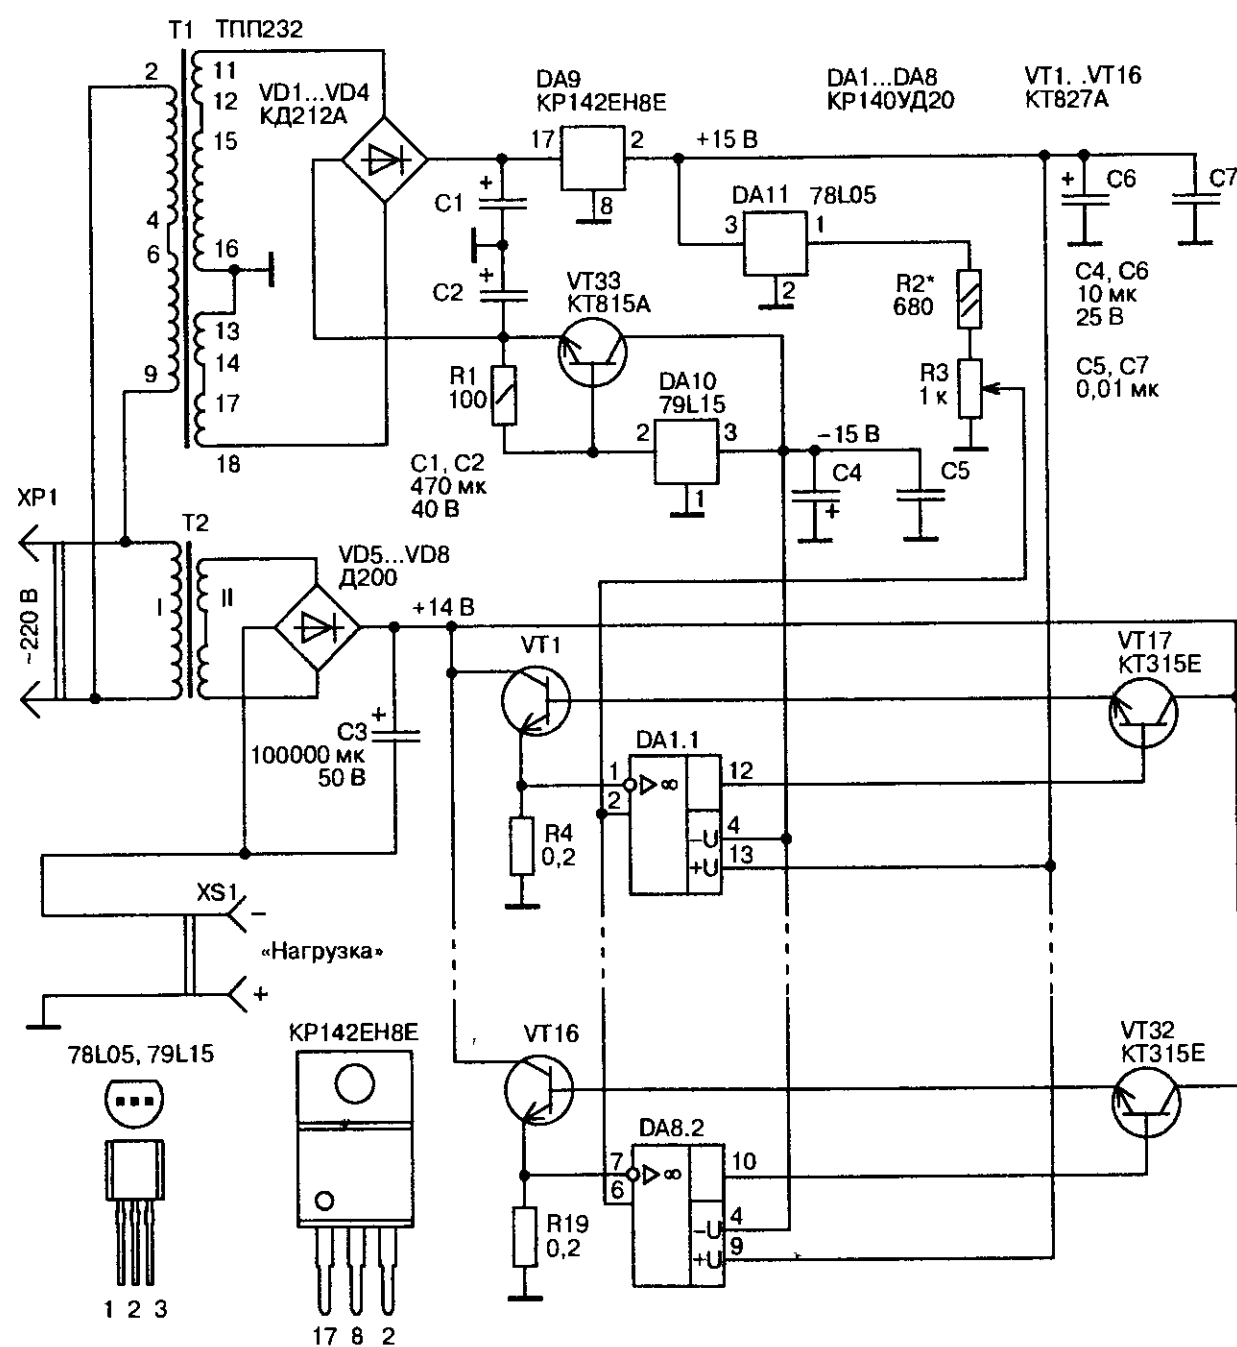 T1 ТПП232
2
11
12
15
16
4
6
13
14
9
17
18
VD1...VD4
КД212А
DA9
КР142ЕН8Е
17
2
8
+15 В
DA1...DA8
КР140УД20
VT1. .VT16
КТ827А
C1
C2
+
+
DA11 78L05
3
1
2
+
C6
C7
C4, C6
10 мк
25 В
C5, C7
0,01 мк
R2*
680
R3
1 к
VT33
КТ815А
R1
100
DA10
79L15
2
3
1
−15 В
C4
+
C5
C1, C2
470 мк
40 В
XP1
~220 В
T2
I
II
VD5...VD8
Д200
+14 В
+
C3
100000 мк
50 В
VT1
VT17
КТ315Е
DA1.1
1
2
▷ ∞
12
4
−U
13
+U
R4
0,2
XS1
−
«Нагрузка»
+
VT16
VT32
КТ315Е
DA8.2
7
6
▷ ∞
10
4
−U
9
+U
R19
0,2
78L05, 79L15
1 2 3
КР142ЕН8Е
17 8 2